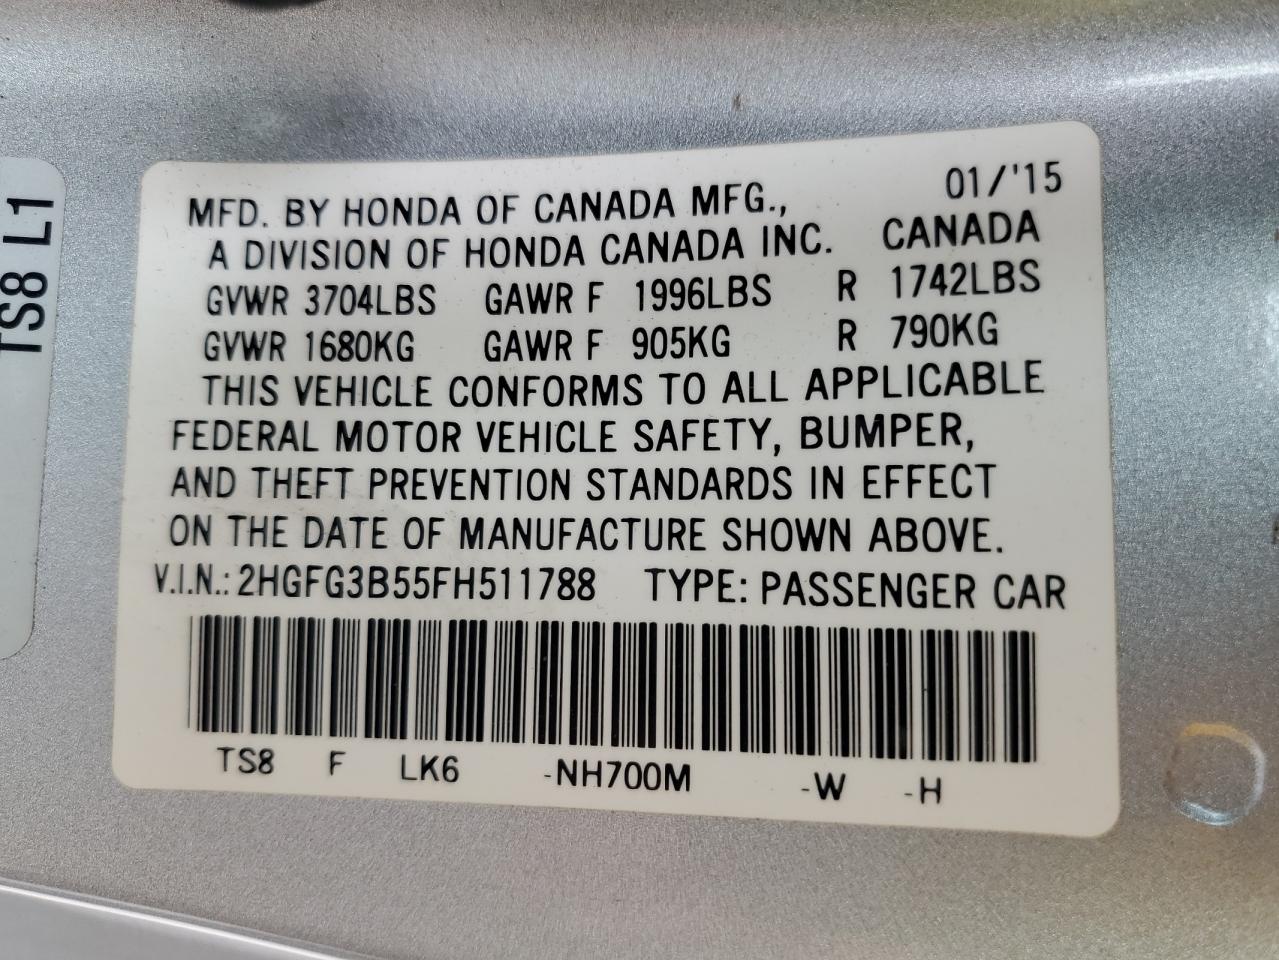 TS8 L1
MFD. BY HONDA OF CANADA MFG., 01/'15
A DIVISION OF HONDA CANADA INC. CANADA
GVWR 3704LBS GAWR F 1996LBS R 1742LBS
GVWR 1680KG GAWR F 905KG R 790KG
THIS VEHICLE CONFORMS TO ALL APPLICABLE
FEDERAL MOTOR VEHICLE SAFETY, BUMPER,
AND THEFT PREVENTION STANDARDS IN EFFECT
ON THE DATE OF MANUFACTURE SHOWN ABOVE.
V.I.N.: 2HGFG3B55FH511788 TYPE: PASSENGER CAR
TS8 F LK6 -NH700M -W -H